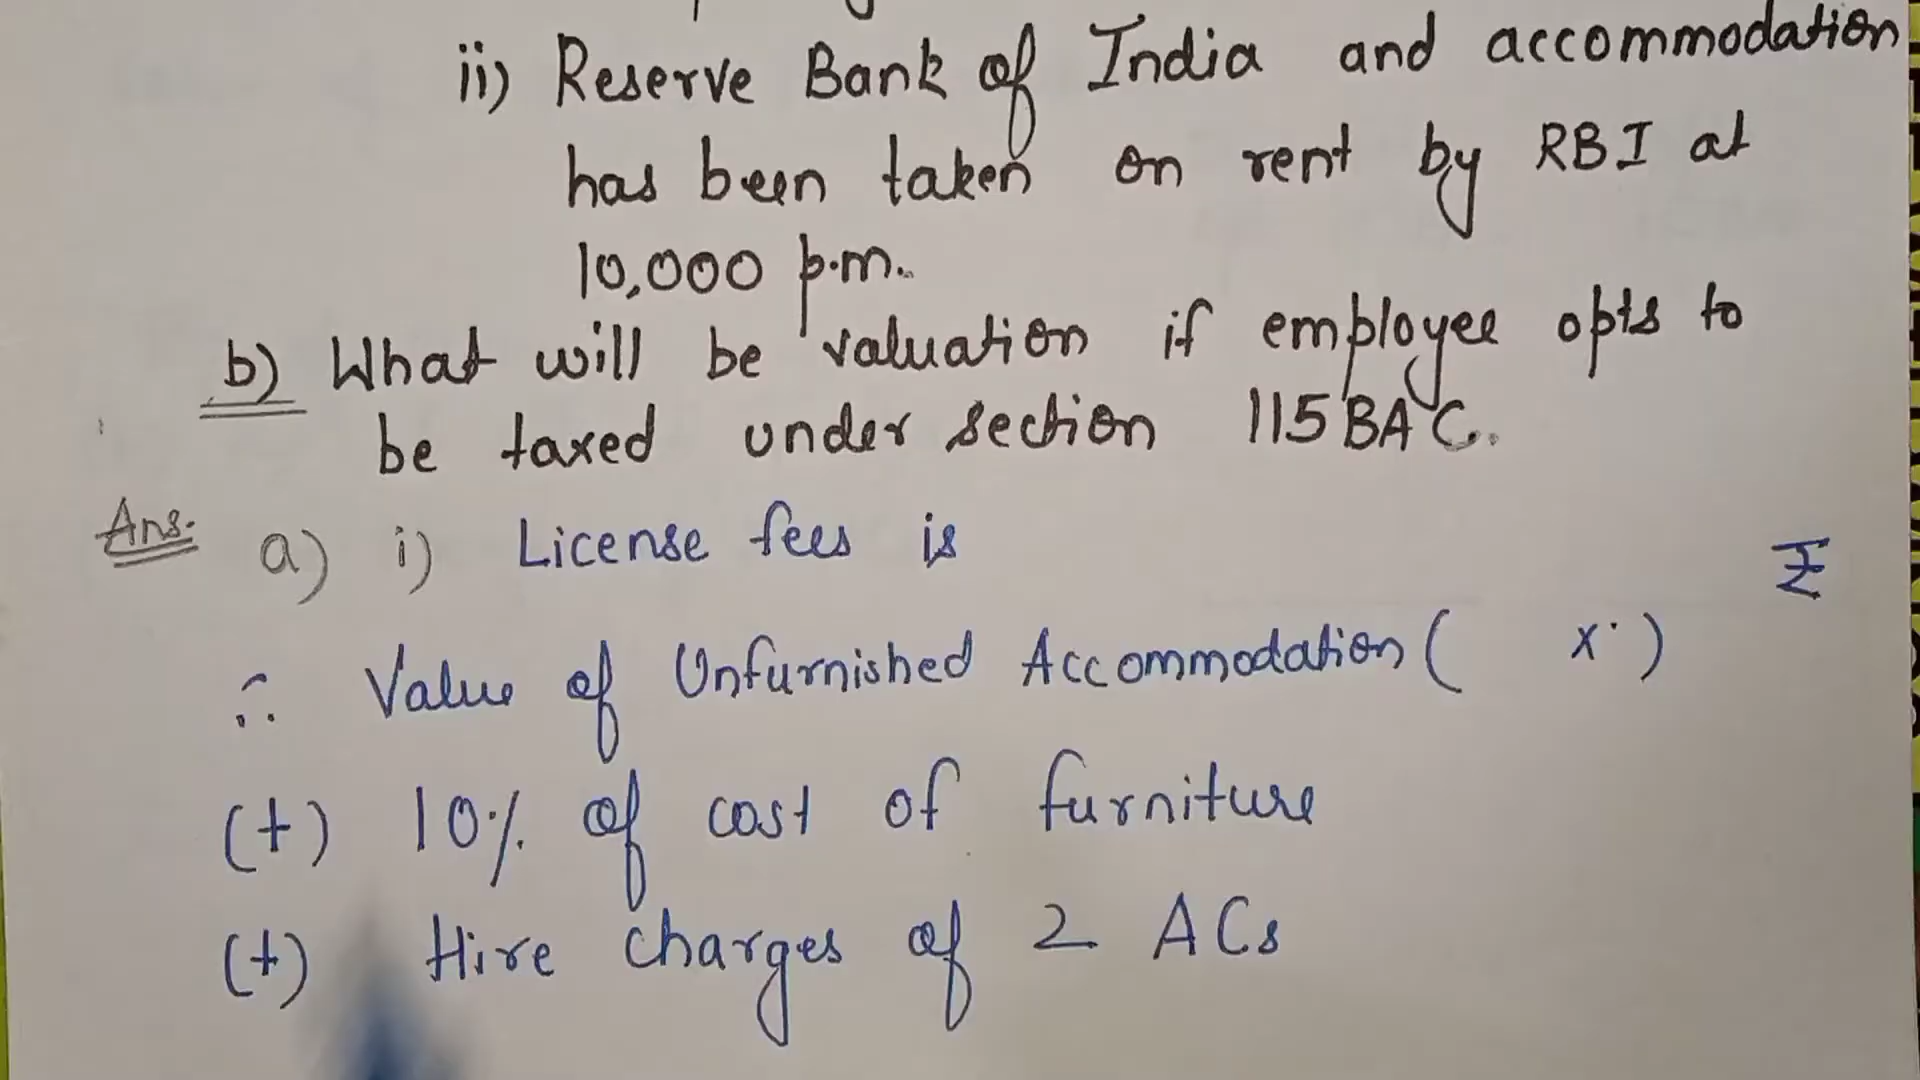 ii) Reserve Bank of India and accommodation
has been taken on rent by RBI at
10,000 p.m.
b) What will be valuation if employee opts to
be taxed under section 115BAC.
Ans. a) i) License fees is
₹
∴ Value of Unfurnished Accommodation ( x )
(+) 10% of cost of furniture
(+) Hire charges of 2 ACs